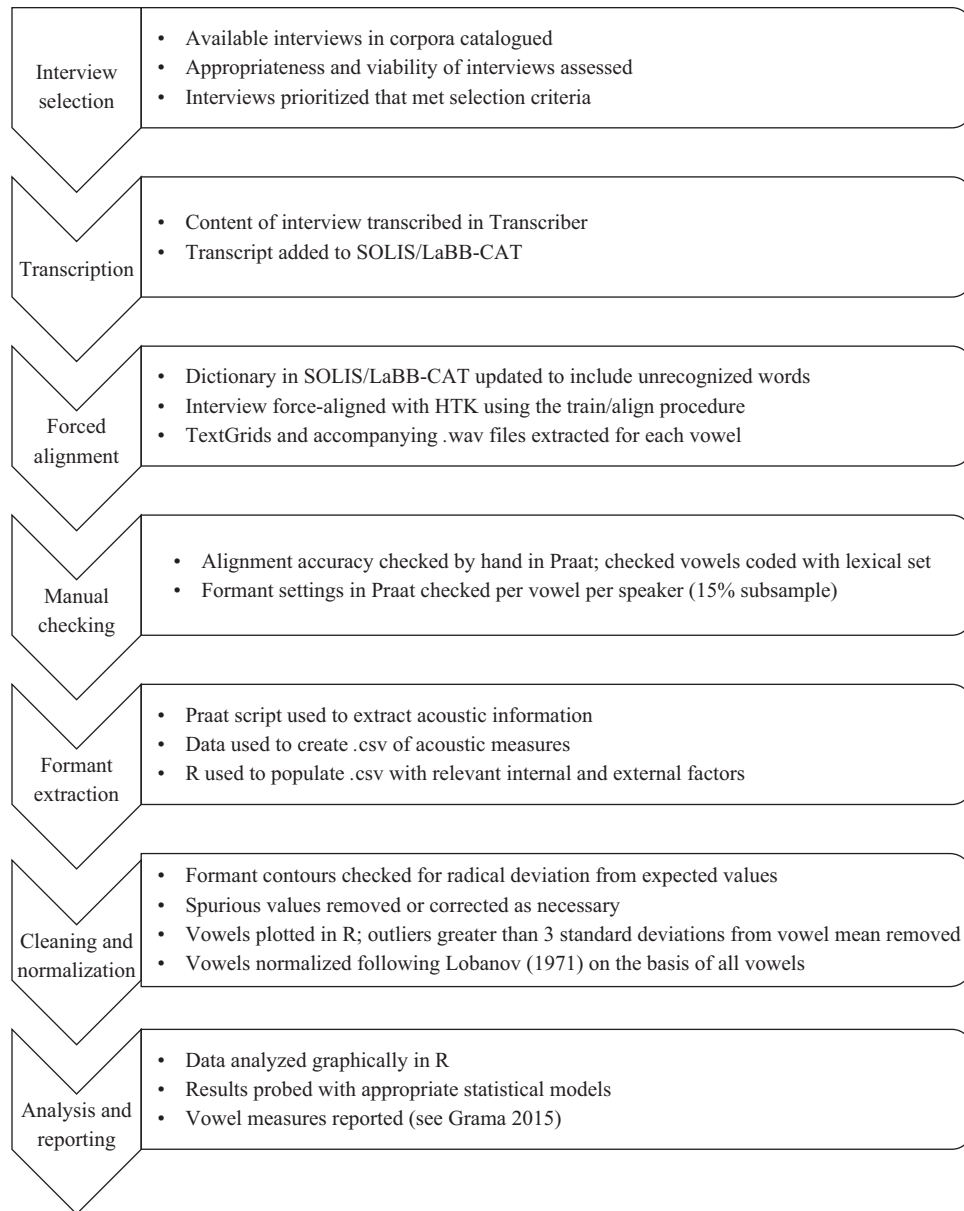 Interview
selection
• Available interviews in corpora catalogued
• Appropriateness and viability of interviews assessed
• Interviews prioritized that met selection criteria
Transcription
• Content of interview transcribed in Transcriber
• Transcript added to SOLIS/LaBB-CAT
Forced
alignment
• Dictionary in SOLIS/LaBB-CAT updated to include unrecognized words
• Interview force-aligned with HTK using the train/align procedure
• TextGrids and accompanying .wav files extracted for each vowel
Manual
checking
• Alignment accuracy checked by hand in Praat; checked vowels coded with lexical set
• Formant settings in Praat checked per vowel per speaker (15% subsample)
Formant
extraction
• Praat script used to extract acoustic information
• Data used to create .csv of acoustic measures
• R used to populate .csv with relevant internal and external factors
Cleaning and
normalization
• Formant contours checked for radical deviation from expected values
• Spurious values removed or corrected as necessary
• Vowels plotted in R; outliers greater than 3 standard deviations from vowel mean removed
• Vowels normalized following Lobanov (1971) on the basis of all vowels
Analysis and
reporting
• Data analyzed graphically in R
• Results probed with appropriate statistical models
• Vowel measures reported (see Grama 2015)